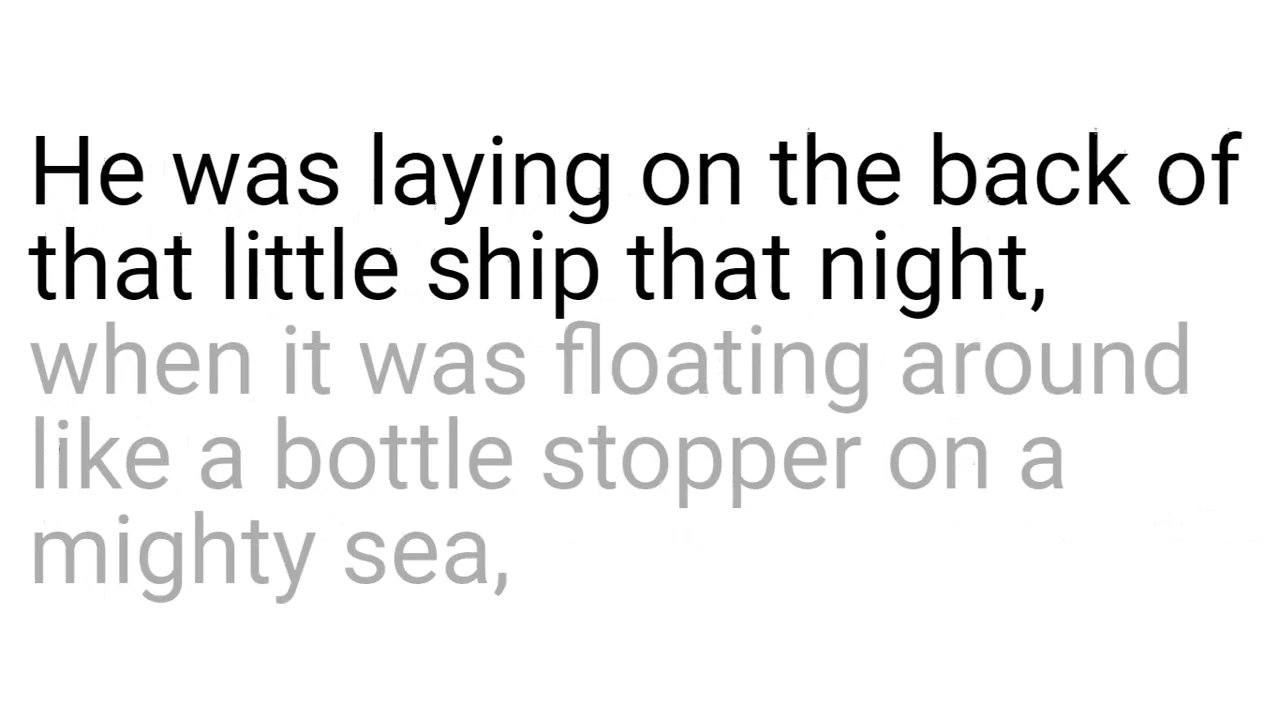 He was laying on the back of
that little ship that night,
when it was floating around
like a bottle stopper on a
mighty sea,